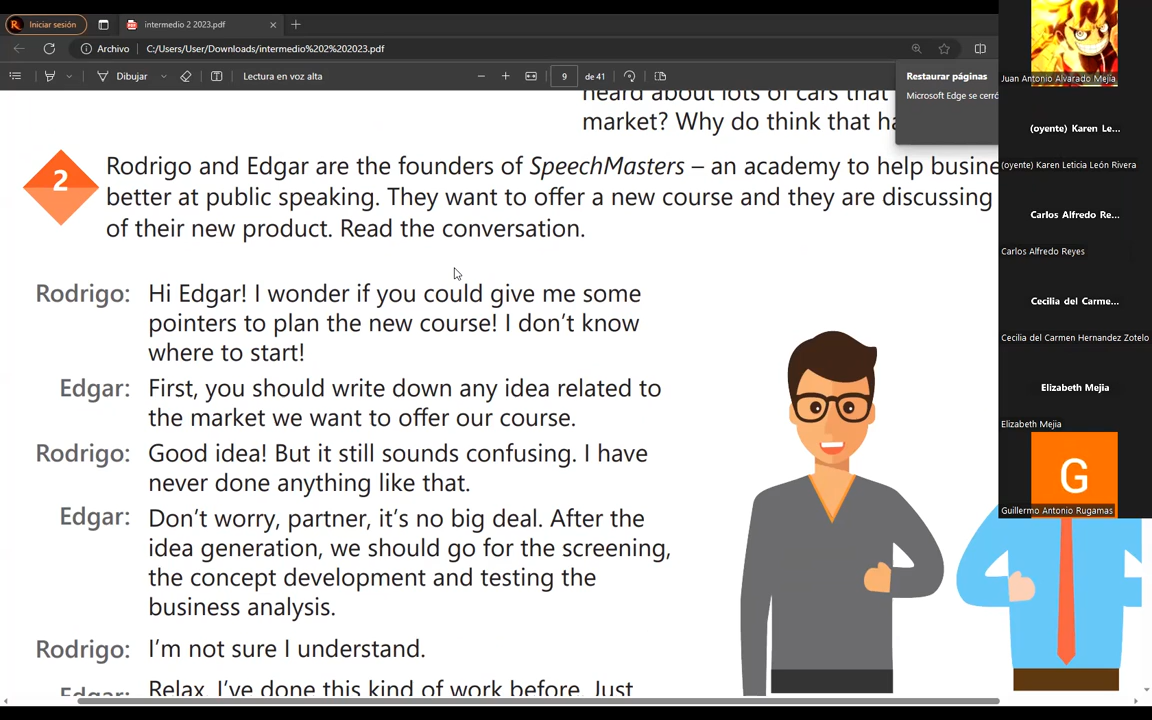 Iniciar sesión
intermedio 2 2023.pdf
Archivo
C:/Users/User/Downloads/intermedio%202%202023.pdf
Dibujar
Lectura en voz alta
9
de 41
Restaurar páginas
Microsoft Edge se cerró
heard about lots of cars that
market? Why do think that
2
Rodrigo and Edgar are the founders of SpeechMasters – an academy to help
better at public speaking. They want to offer a new course and they are discussing
of their new product. Read the conversation.
Rodrigo: Hi Edgar! I wonder if you could give me some
pointers to plan the new course! I don't know
where to start!
Edgar: First, you should write down any idea related to
the market we want to offer our course.
Rodrigo: Good idea! But it still sounds confusing. I have
never done anything like that.
Edgar: Don't worry, partner, it's no big deal. After the
idea generation, we should go for the screening,
the concept development and testing the
business analysis.
Rodrigo: I'm not sure I understand.
Edgar: Relax, I've done this kind of work before. Just
Juan Antonio Alvarado Mejia
(oyente) Karen Le...
(oyente) Karen Leticia León Rivera
Carlos Alfredo Re...
Carlos Alfredo Reyes
Cecilia del Carme...
Cecilia del Carmen Hernandez Zotelo
Elizabeth Mejia
Elizabeth Mejia
G
Guillermo Antonio Rugamas